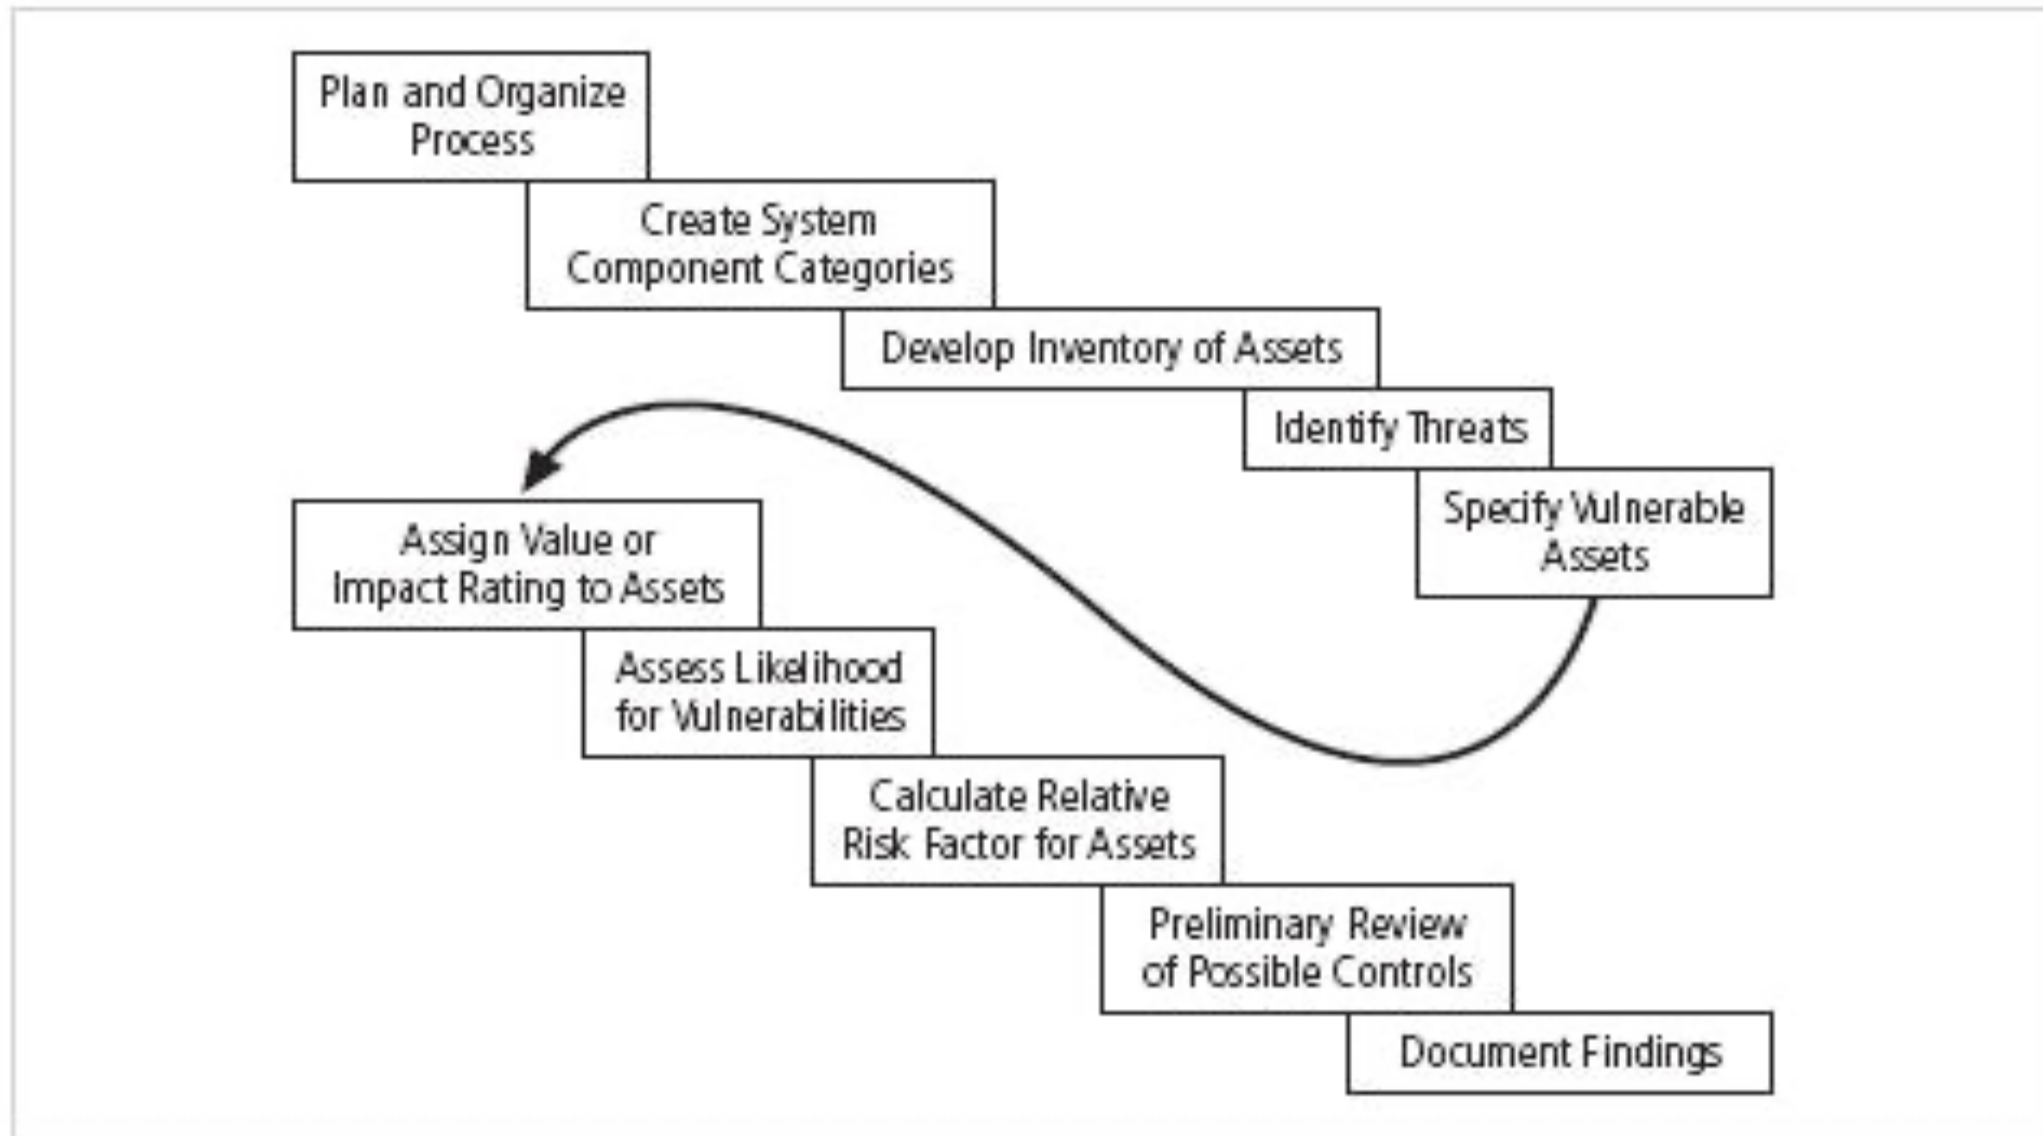 Plan and Organize
Process
Create System
Component Categories
Develop Inventory of Assets
Identify Threats
Specify Vulnerable
Assets
Assign Value or
Impact Rating to Assets
Assess Likelihood
for Vulnerabilities
Calculate Relative
Risk Factor for Assets
Preliminary Review
of Possible Controls
Document Findings